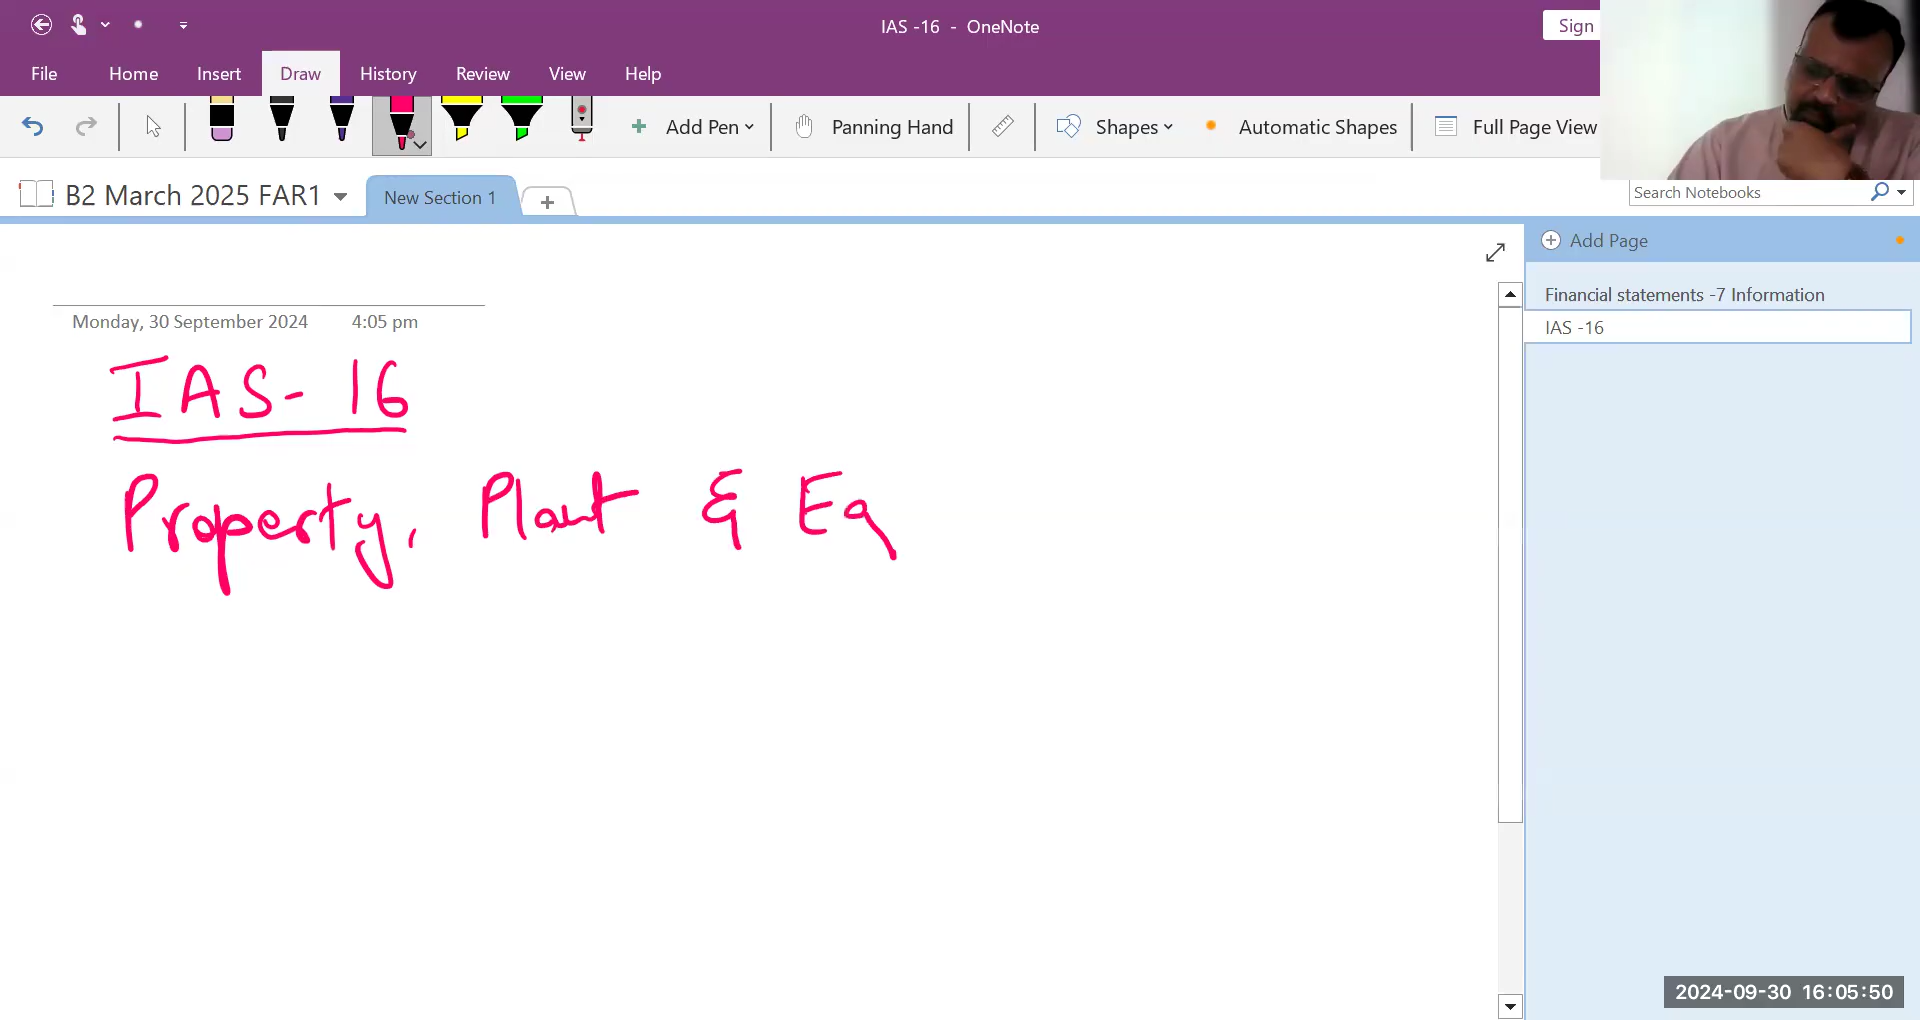 IAS -16 - OneNote
Sign
File Home Insert Draw History Review View Help
Add Pen Panning Hand Shapes Automatic Shapes Full Page View
B2 March 2025 FAR1 New Section 1
Search Notebooks
Add Page
Financial statements -7 Information
IAS -16
Monday, 30 September 2024 4:05 pm
IAS- 16
Property, Plant & Eq
2024-09-30 16:05:50